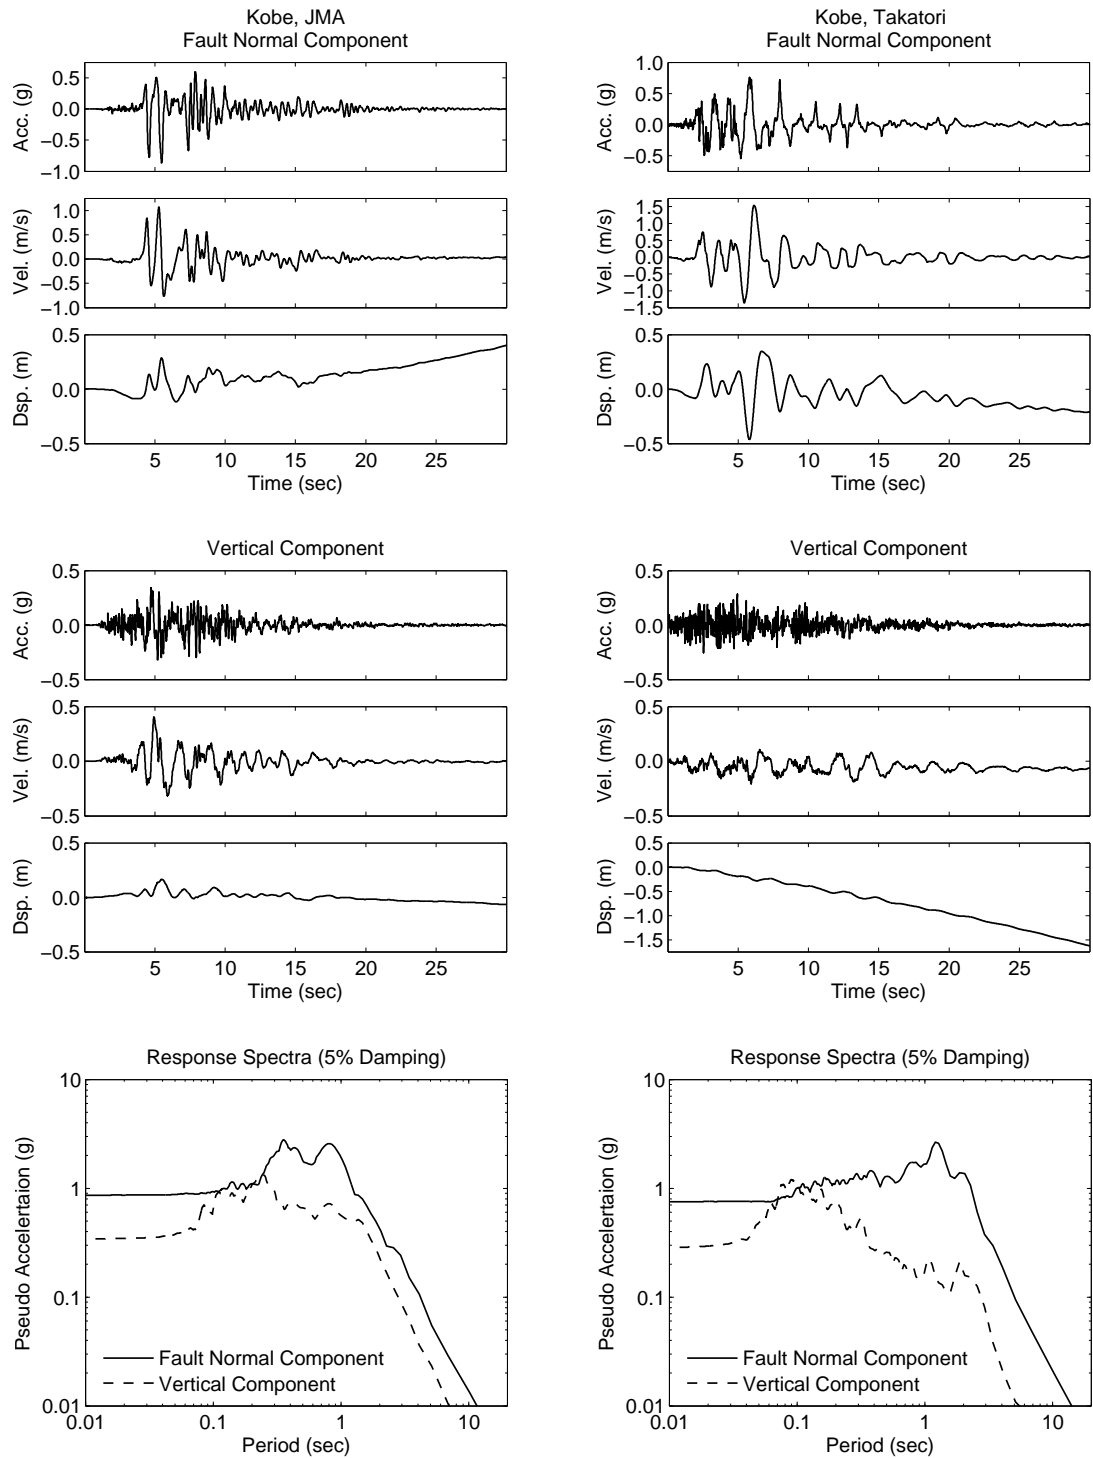 Kobe, JMA
Fault Normal Component
0.5
0.0
−0.5
−1.0
Acc. (g)
1.0
0.5
0.0
−0.5
−1.0
Vel. (m/s)
0.5
0.0
−0.5
Dsp. (m)
5 10 15 20 25
Time (sec)
Vertical Component
0.5
0.0
−0.5
Acc. (g)
0.5
0.0
−0.5
Vel. (m/s)
0.5
0.0
−0.5
Dsp. (m)
5 10 15 20 25
Time (sec)
Response Spectra (5% Damping)
10
1
0.1
0.01
Pseudo Accelertaion (g)
Fault Normal Component
Vertical Component
0.01 0.1 1 10
Period (sec)
Kobe, Takatori
Fault Normal Component
1.0
0.5
0.0
−0.5
Acc. (g)
1.5
1.0
0.5
0.0
−0.5
−1.0
−1.5
Vel. (m/s)
0.5
0.0
−0.5
Dsp. (m)
5 10 15 20 25
Time (sec)
Vertical Component
0.5
0.0
−0.5
Acc. (g)
0.5
0.0
−0.5
Vel. (m/s)
0.5
0.0
−0.5
−1.0
−1.5
Dsp. (m)
5 10 15 20 25
Time (sec)
Response Spectra (5% Damping)
10
1
0.1
0.01
Pseudo Accelertaion (g)
Fault Normal Component
Vertical Component
0.01 0.1 1 10
Period (sec)